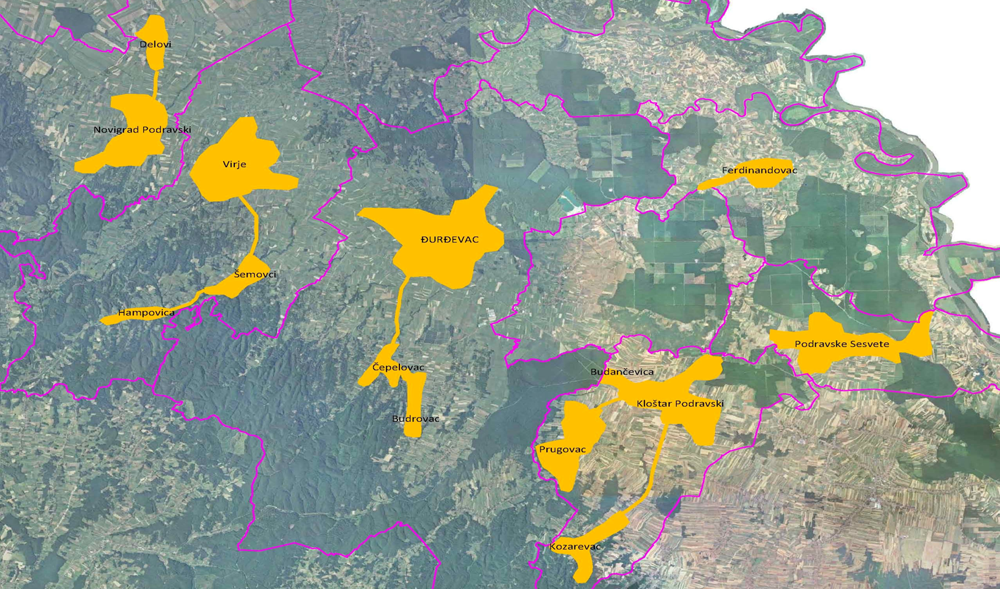 Delovi
Novigrad Podravski
Virje
Ferdinandovac
ĐURĐEVAC
Šemovci
Hampovica
Podravske Sesvete
Čepelovac
Budančevica
Kloštar Podravski
Budrovac
Prugovac
Kozarevac